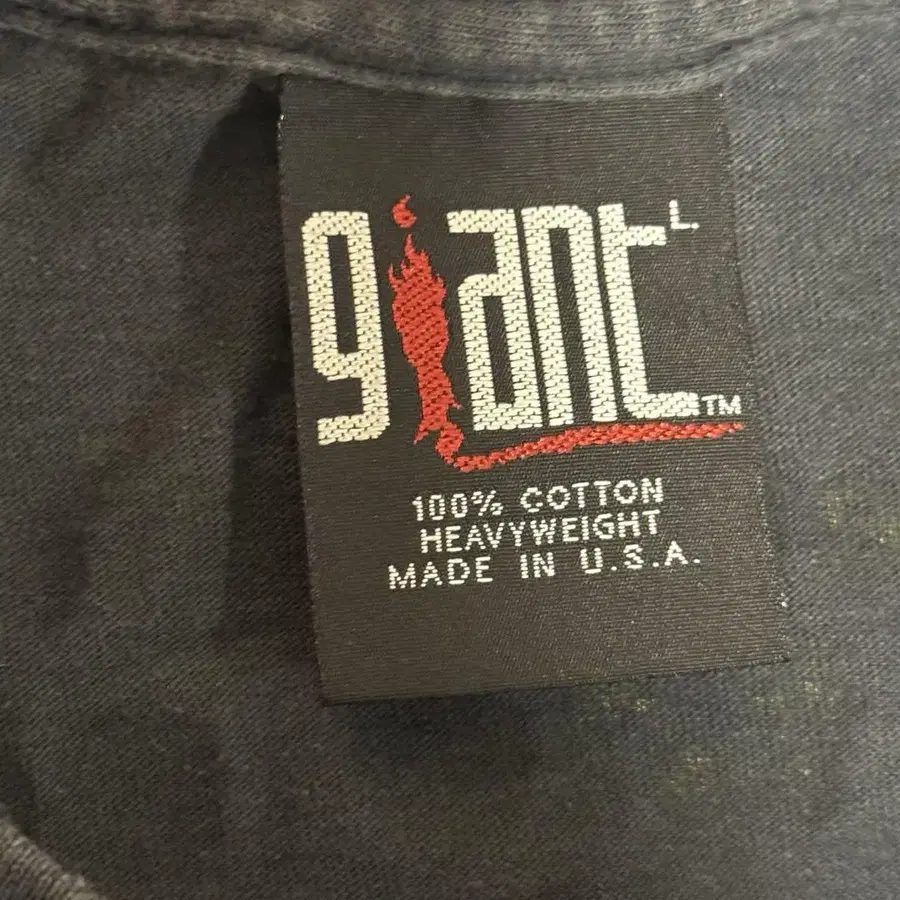 giant L.
TM
100% COTTON
HEAVYWEIGHT
MADE IN U.S.A.